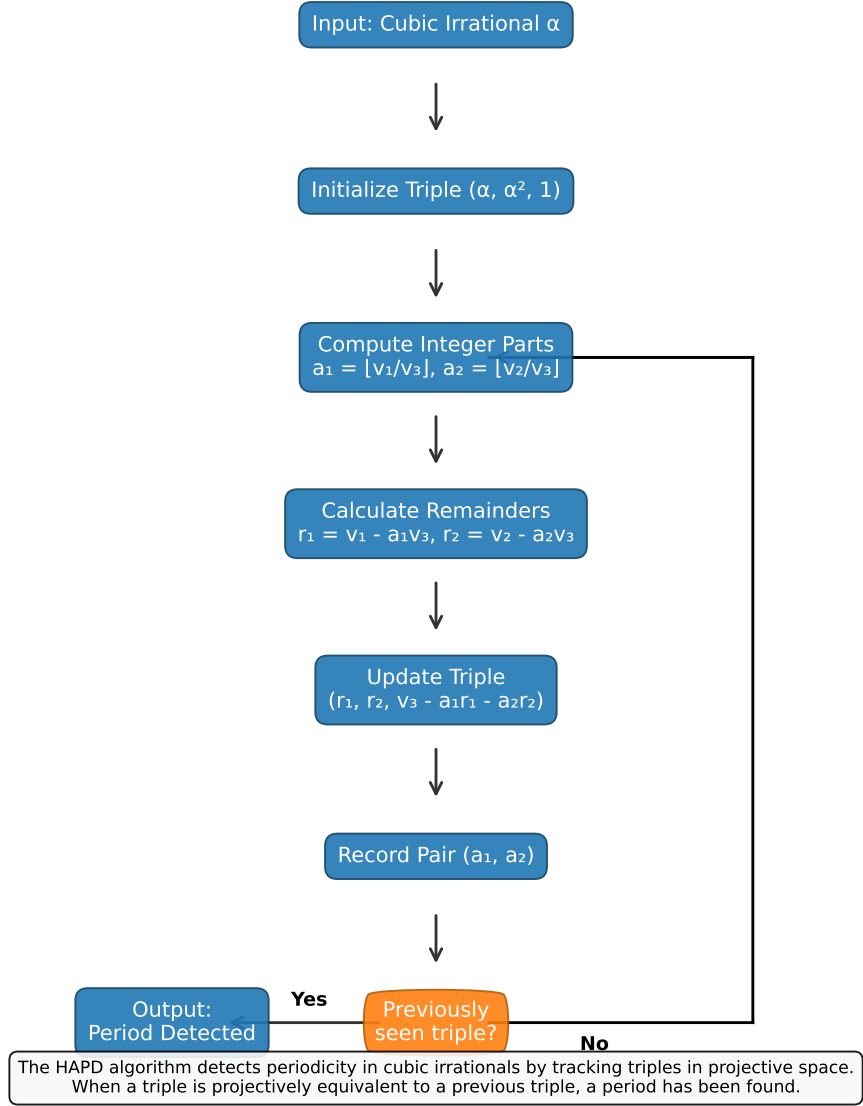 Input: Cubic Irrational α
Initialize Triple (α, α², 1)
Compute Integer Parts
a₁ = ⌊v₁/v₃⌋, a₂ = ⌊v₂/v₃⌋
Calculate Remainders
r₁ = v₁ - a₁v₃, r₂ = v₂ - a₂v₃
Update Triple
(r₁, r₂, v₃ - a₁r₁ - a₂r₂)
Record Pair (a₁, a₂)
Previously
seen triple?
Yes
No
Output:
Period Detected
The HAPD algorithm detects periodicity in cubic irrationals by tracking triples in projective space.
When a triple is projectively equivalent to a previous triple, a period has been found.